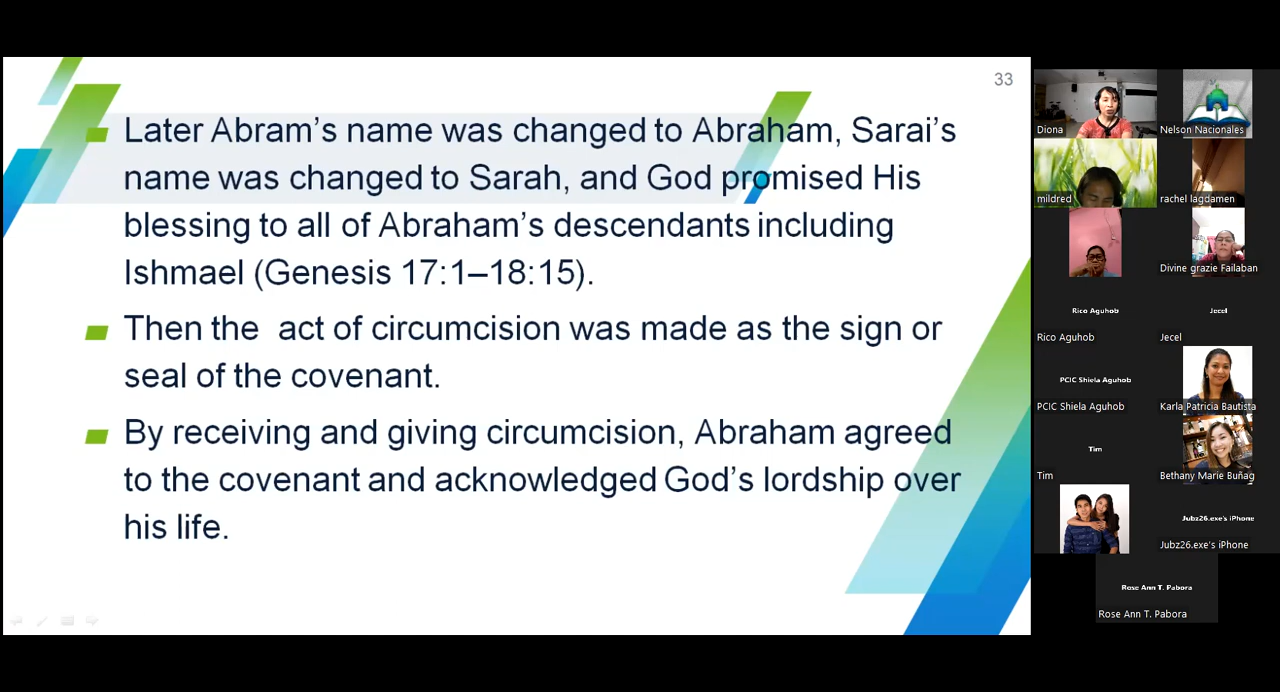 33
Later Abram’s name was changed to Abraham, Sarai’s
name was changed to Sarah, and God promised His
blessing to all of Abraham’s descendants including
Ishmael (Genesis 17:1–18:15).
Then the act of circumcision was made as the sign or
seal of the covenant.
By receiving and giving circumcision, Abraham agreed
to the covenant and acknowledged God’s lordship over
his life.
Diona
Nelson Nacionales
mildred
rachel lagdamen
Divine grazie Failaban
Rico Aguhob
Jecel
Rico Aguhob
Jecel
PCIC Shiela Aguhob
PCIC Shiela Aguhob
Karla Patricia Bautista
Tim
Tim
Bethany Marie Buñag
Jubz26.exe's iPhone
Jubz26.exe's iPhone
Rose Ann T. Pabora
Rose Ann T. Pabora